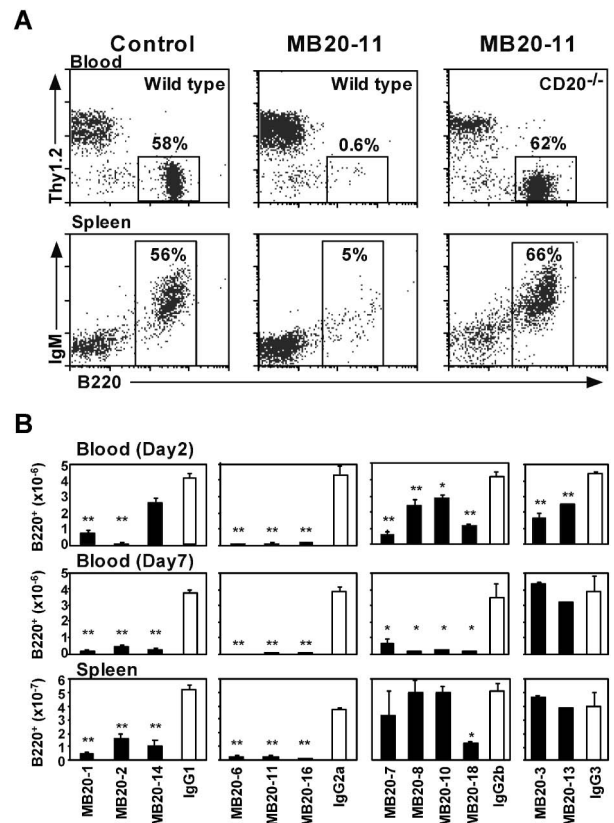 A
Control MB20-11 MB20-11
Blood
Wild type Wild type CD20-/-
58% 0.6% 62%
Thy1.2
Spleen
56% 5% 66%
IgM
B220
B
Blood (Day2)
B220+ (x10-6)
5
4
3
2
1
0
** ** ** ** ** ** ** * ** ** **
Blood (Day7)
B220+ (x10-6)
5
4
3
2
1
0
** ** ** ** ** ** * * * *
Spleen
B220+ (x10-7)
6
5
4
3
2
1
0
** ** ** ** ** ** *
MB20-1 MB20-2 MB20-14 IgG1 MB20-6 MB20-11 MB20-16 IgG2a MB20-7 MB20-8 MB20-10 MB20-18 IgG2b MB20-3 MB20-13 IgG3